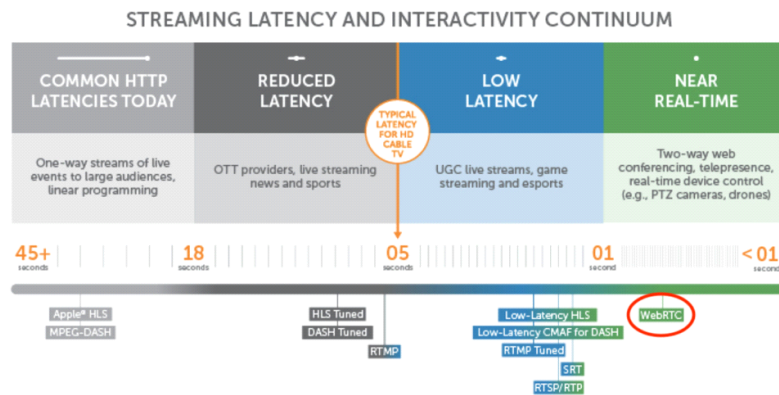 STREAMING LATENCY AND INTERACTIVITY CONTINUUM
COMMON HTTP
LATENCIES TODAY
REDUCED
LATENCY
LOW
LATENCY
NEAR
REAL-TIME
TYPICAL
LATENCY
FOR HD
CABLE
TV
One-way streams of live
events to large audiences,
linear programming
OTT providers, live streaming
news and sports
UGC live streams, game
streaming and esports
Two-way web
conferencing, telepresence,
real-time device control
(e.g., PTZ cameras, drones)
45+
seconds
18
seconds
05
seconds
01
second
< 01
second
Apple® HLS
MPEG-DASH
HLS Tuned
DASH Tuned
RTMP
Low-Latency HLS
Low-Latency CMAF for DASH
RTMP Tuned
SRT
RTSP/RTP
WebRTC